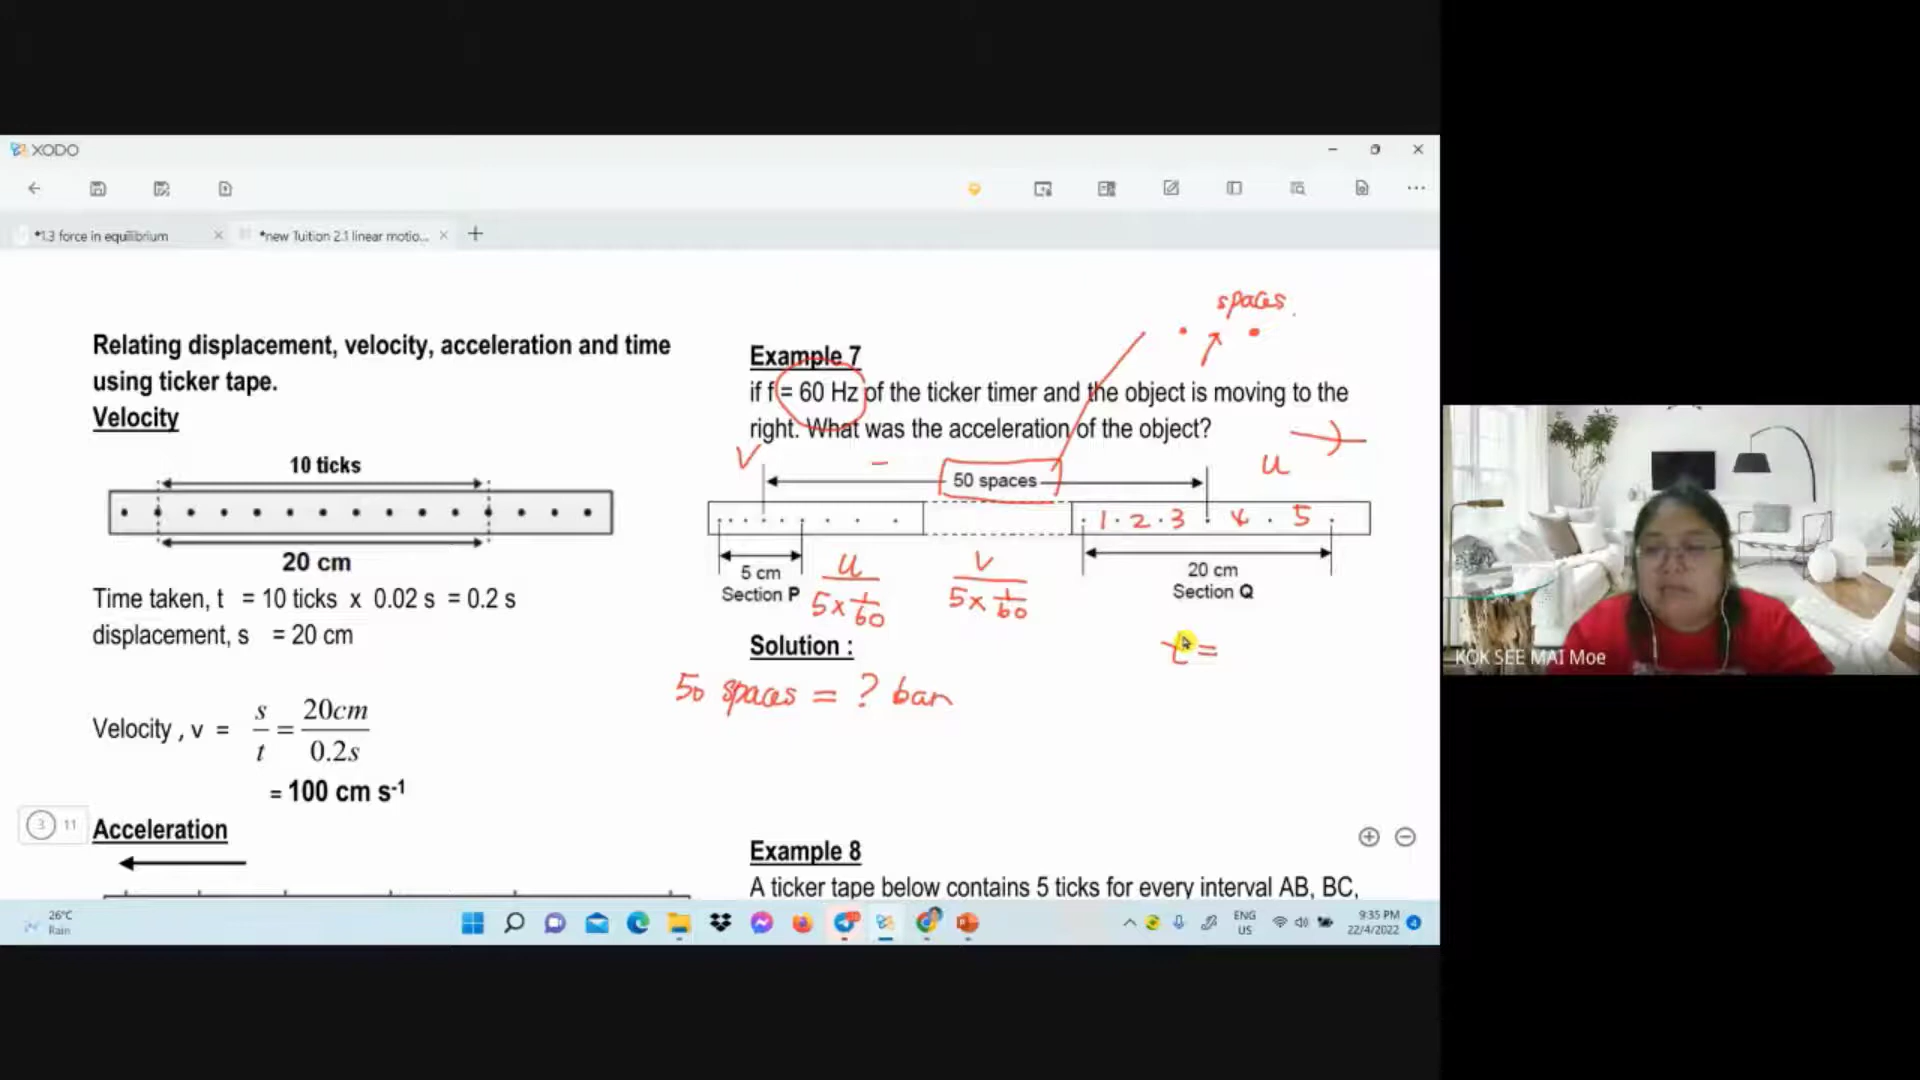 XODO
*1.3 force in equilibrium
*new Tuition 2.1 linear motio...
Relating displacement, velocity, acceleration and time
using ticker tape.
Velocity
10 ticks
20 cm
Time taken, t = 10 ticks x 0.02 s = 0.2 s
displacement, s = 20 cm
Velocity , v = s/t = 20cm/0.2s
= 100 cm s-1
3 11
Acceleration
spaces
Example 7
if f = 60 Hz of the ticker timer and the object is moving to the
right. What was the acceleration of the object?
V
–
50 spaces
u
1 2 3 4 5
5 cm
Section P
u
5 x 1/60
V
5 x 1/60
20 cm
Section Q
Solution :
t =
50 spaces = ? ban
Example 8
A ticker tape below contains 5 ticks for every interval AB, BC,
KOK SEE MAI Moe
26°C
Rain
ENG
US
9:35 PM
22/4/2022
4